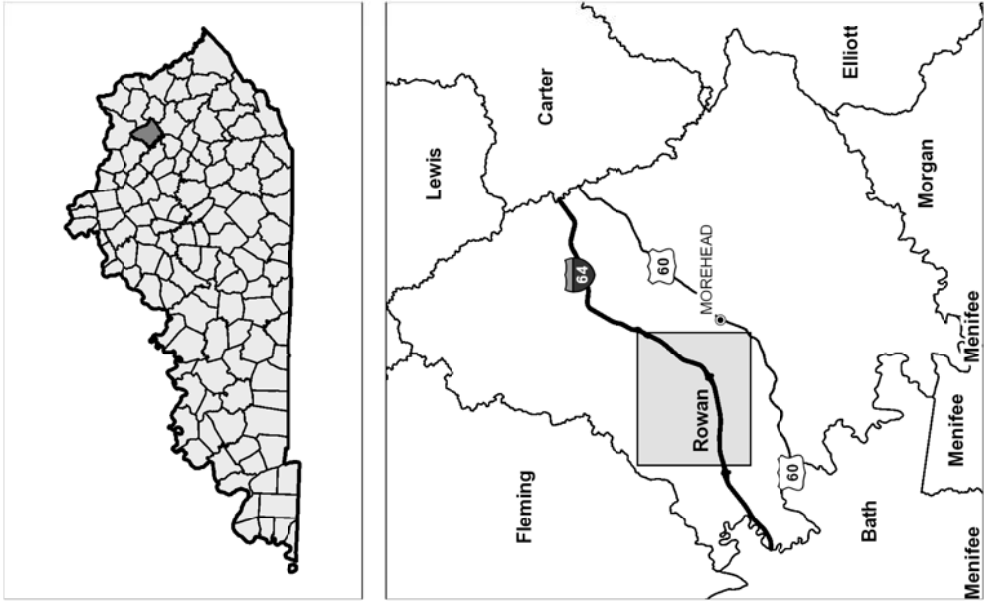 Lewis
Fleming
Carter
64
60
Rowan
MOREHEAD
60
Elliott
Bath
Morgan
Menifee
Menifee
Menifee